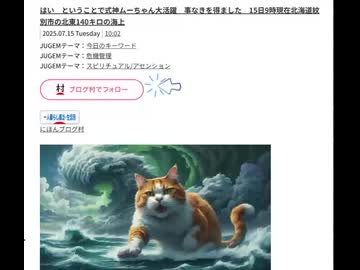 はい　ということで式神ムーちゃん大活躍　事なきを得ました　15日9時現在北海道紋
別市の北東140キロの海上
2025.07.15 Tuesday | 10:02
JUGEMテーマ：今日のキーワード
JUGEMテーマ：危機管理
JUGEMテーマ：スピリチュアル/アセンション
村 ブログ村でフォロー
にほんブログ村